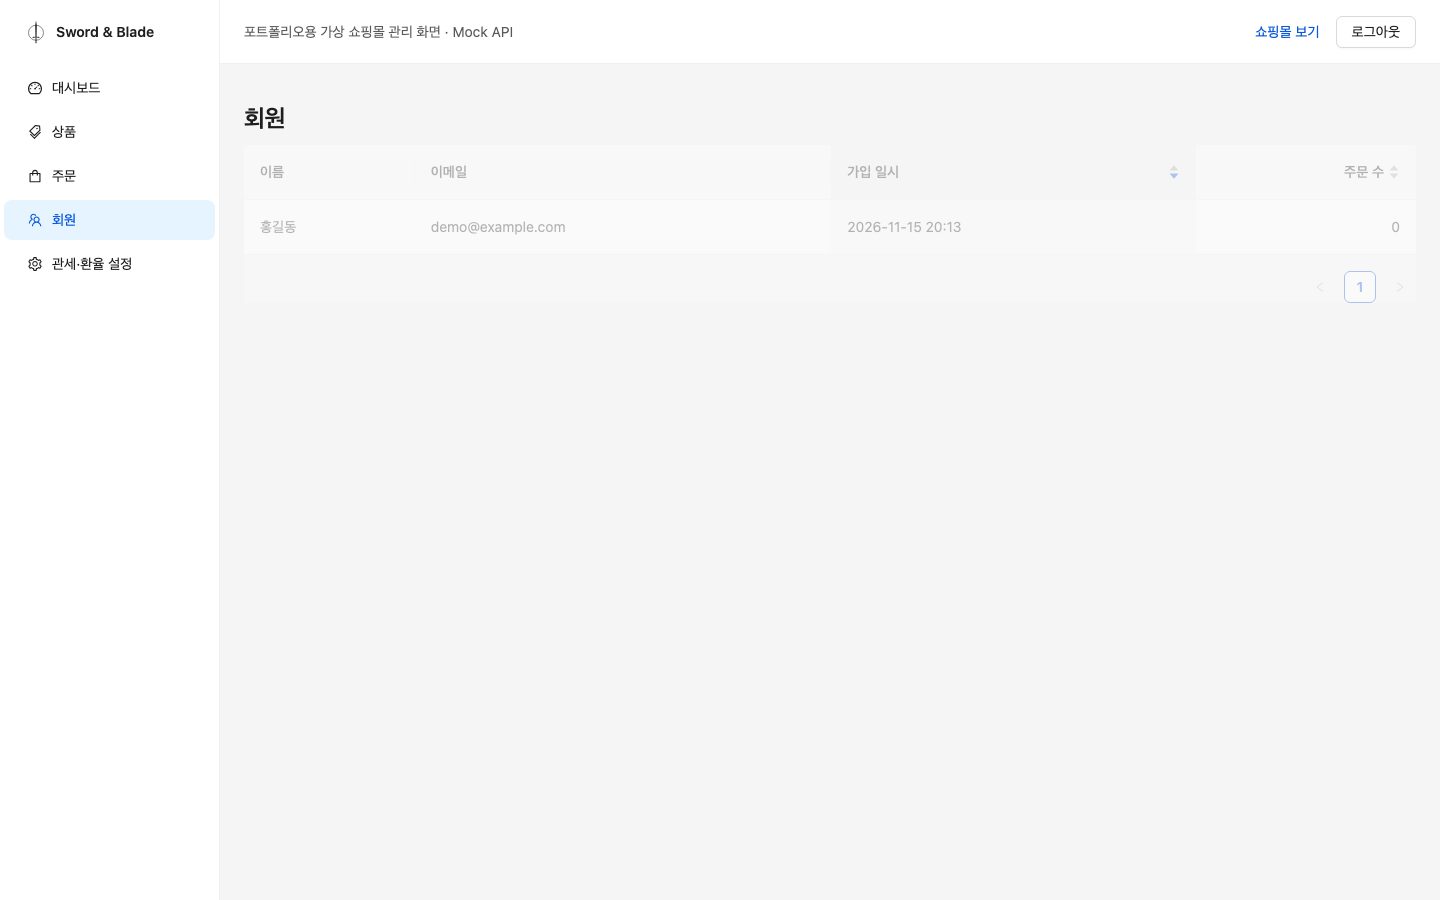 Sword & Blade
포트폴리오용 가상 쇼핑몰 관리 화면 · Mock API
쇼핑몰 보기
로그아웃
대시보드
상품
주문
회원
관세·환율 설정
회원
이름 이메일 가입 일시 주문 수
홍길동 demo@example.com 2026-11-15 20:13 0
1